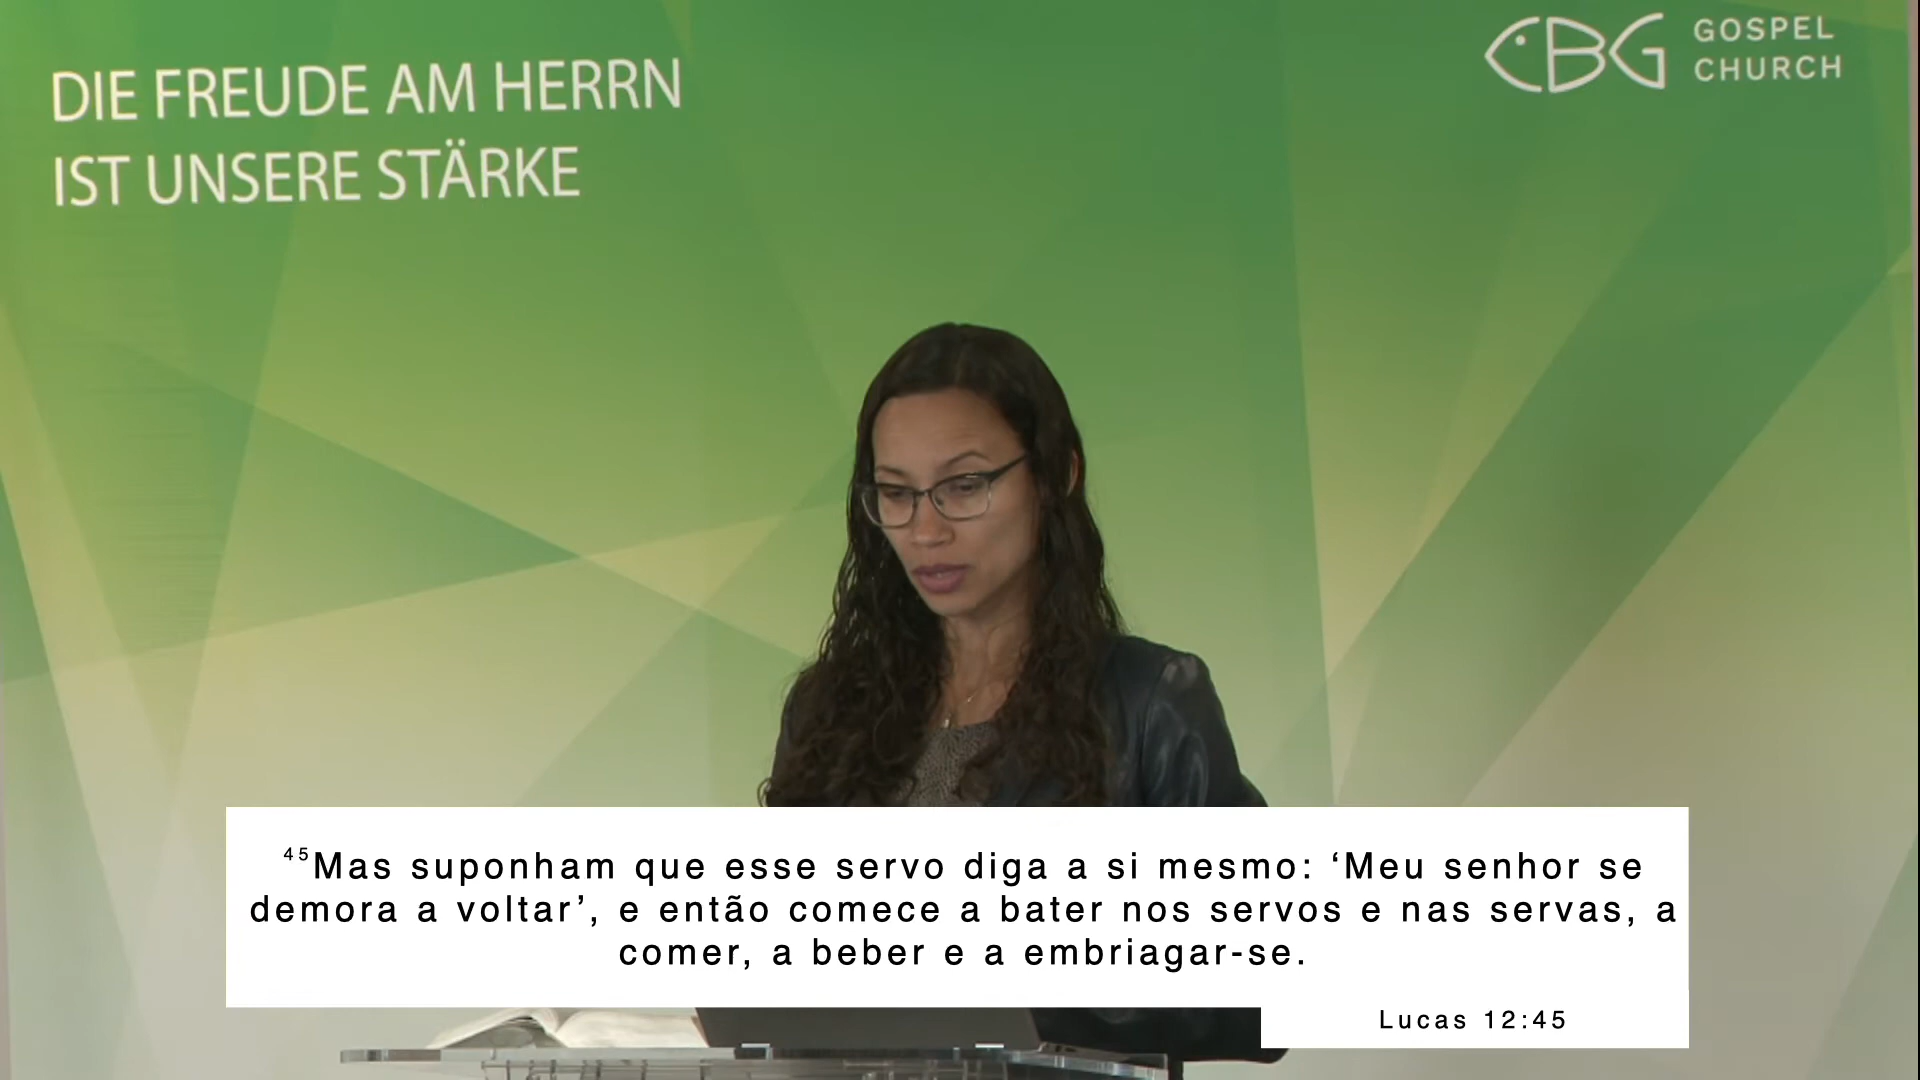 DIE FREUDE AM HERRN
IST UNSERE STÄRKE
CBG
GOSPEL
CHURCH
⁴⁵Mas suponham que esse servo diga a si mesmo: ‘Meu senhor se
demora a voltar’, e então comece a bater nos servos e nas servas, a
comer, a beber e a embriagar-se.
Lucas 12:45